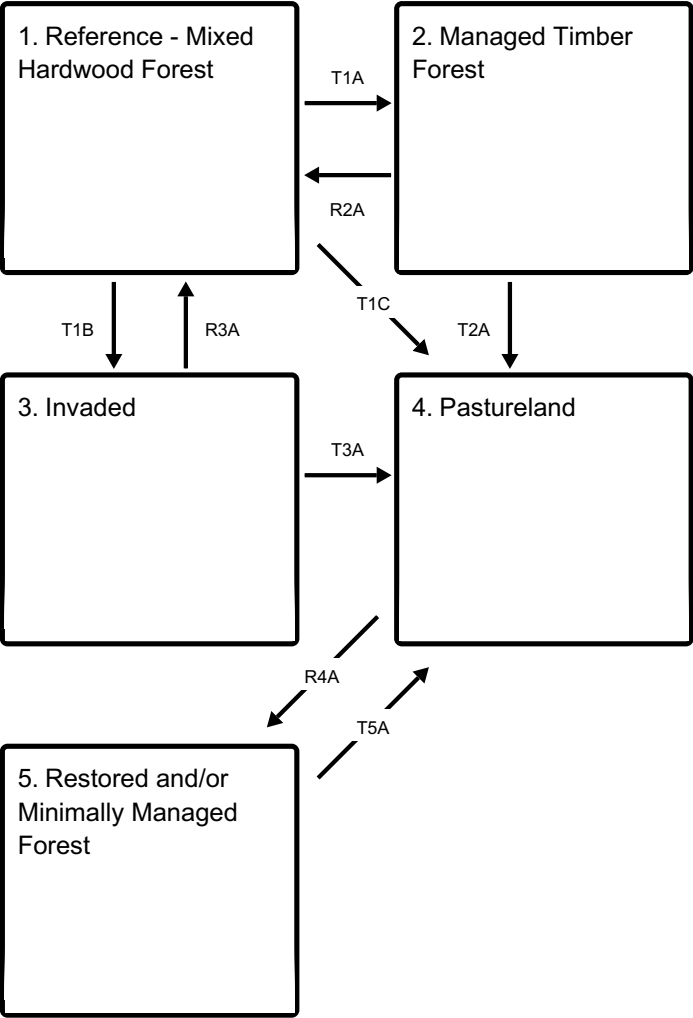 1. Reference - Mixed
Hardwood Forest
2. Managed Timber
Forest
T1A
R2A
T1C
T1B
R3A
T2A
3. Invaded
4. Pastureland
T3A
R4A
T5A
5. Restored and/or
Minimally Managed
Forest